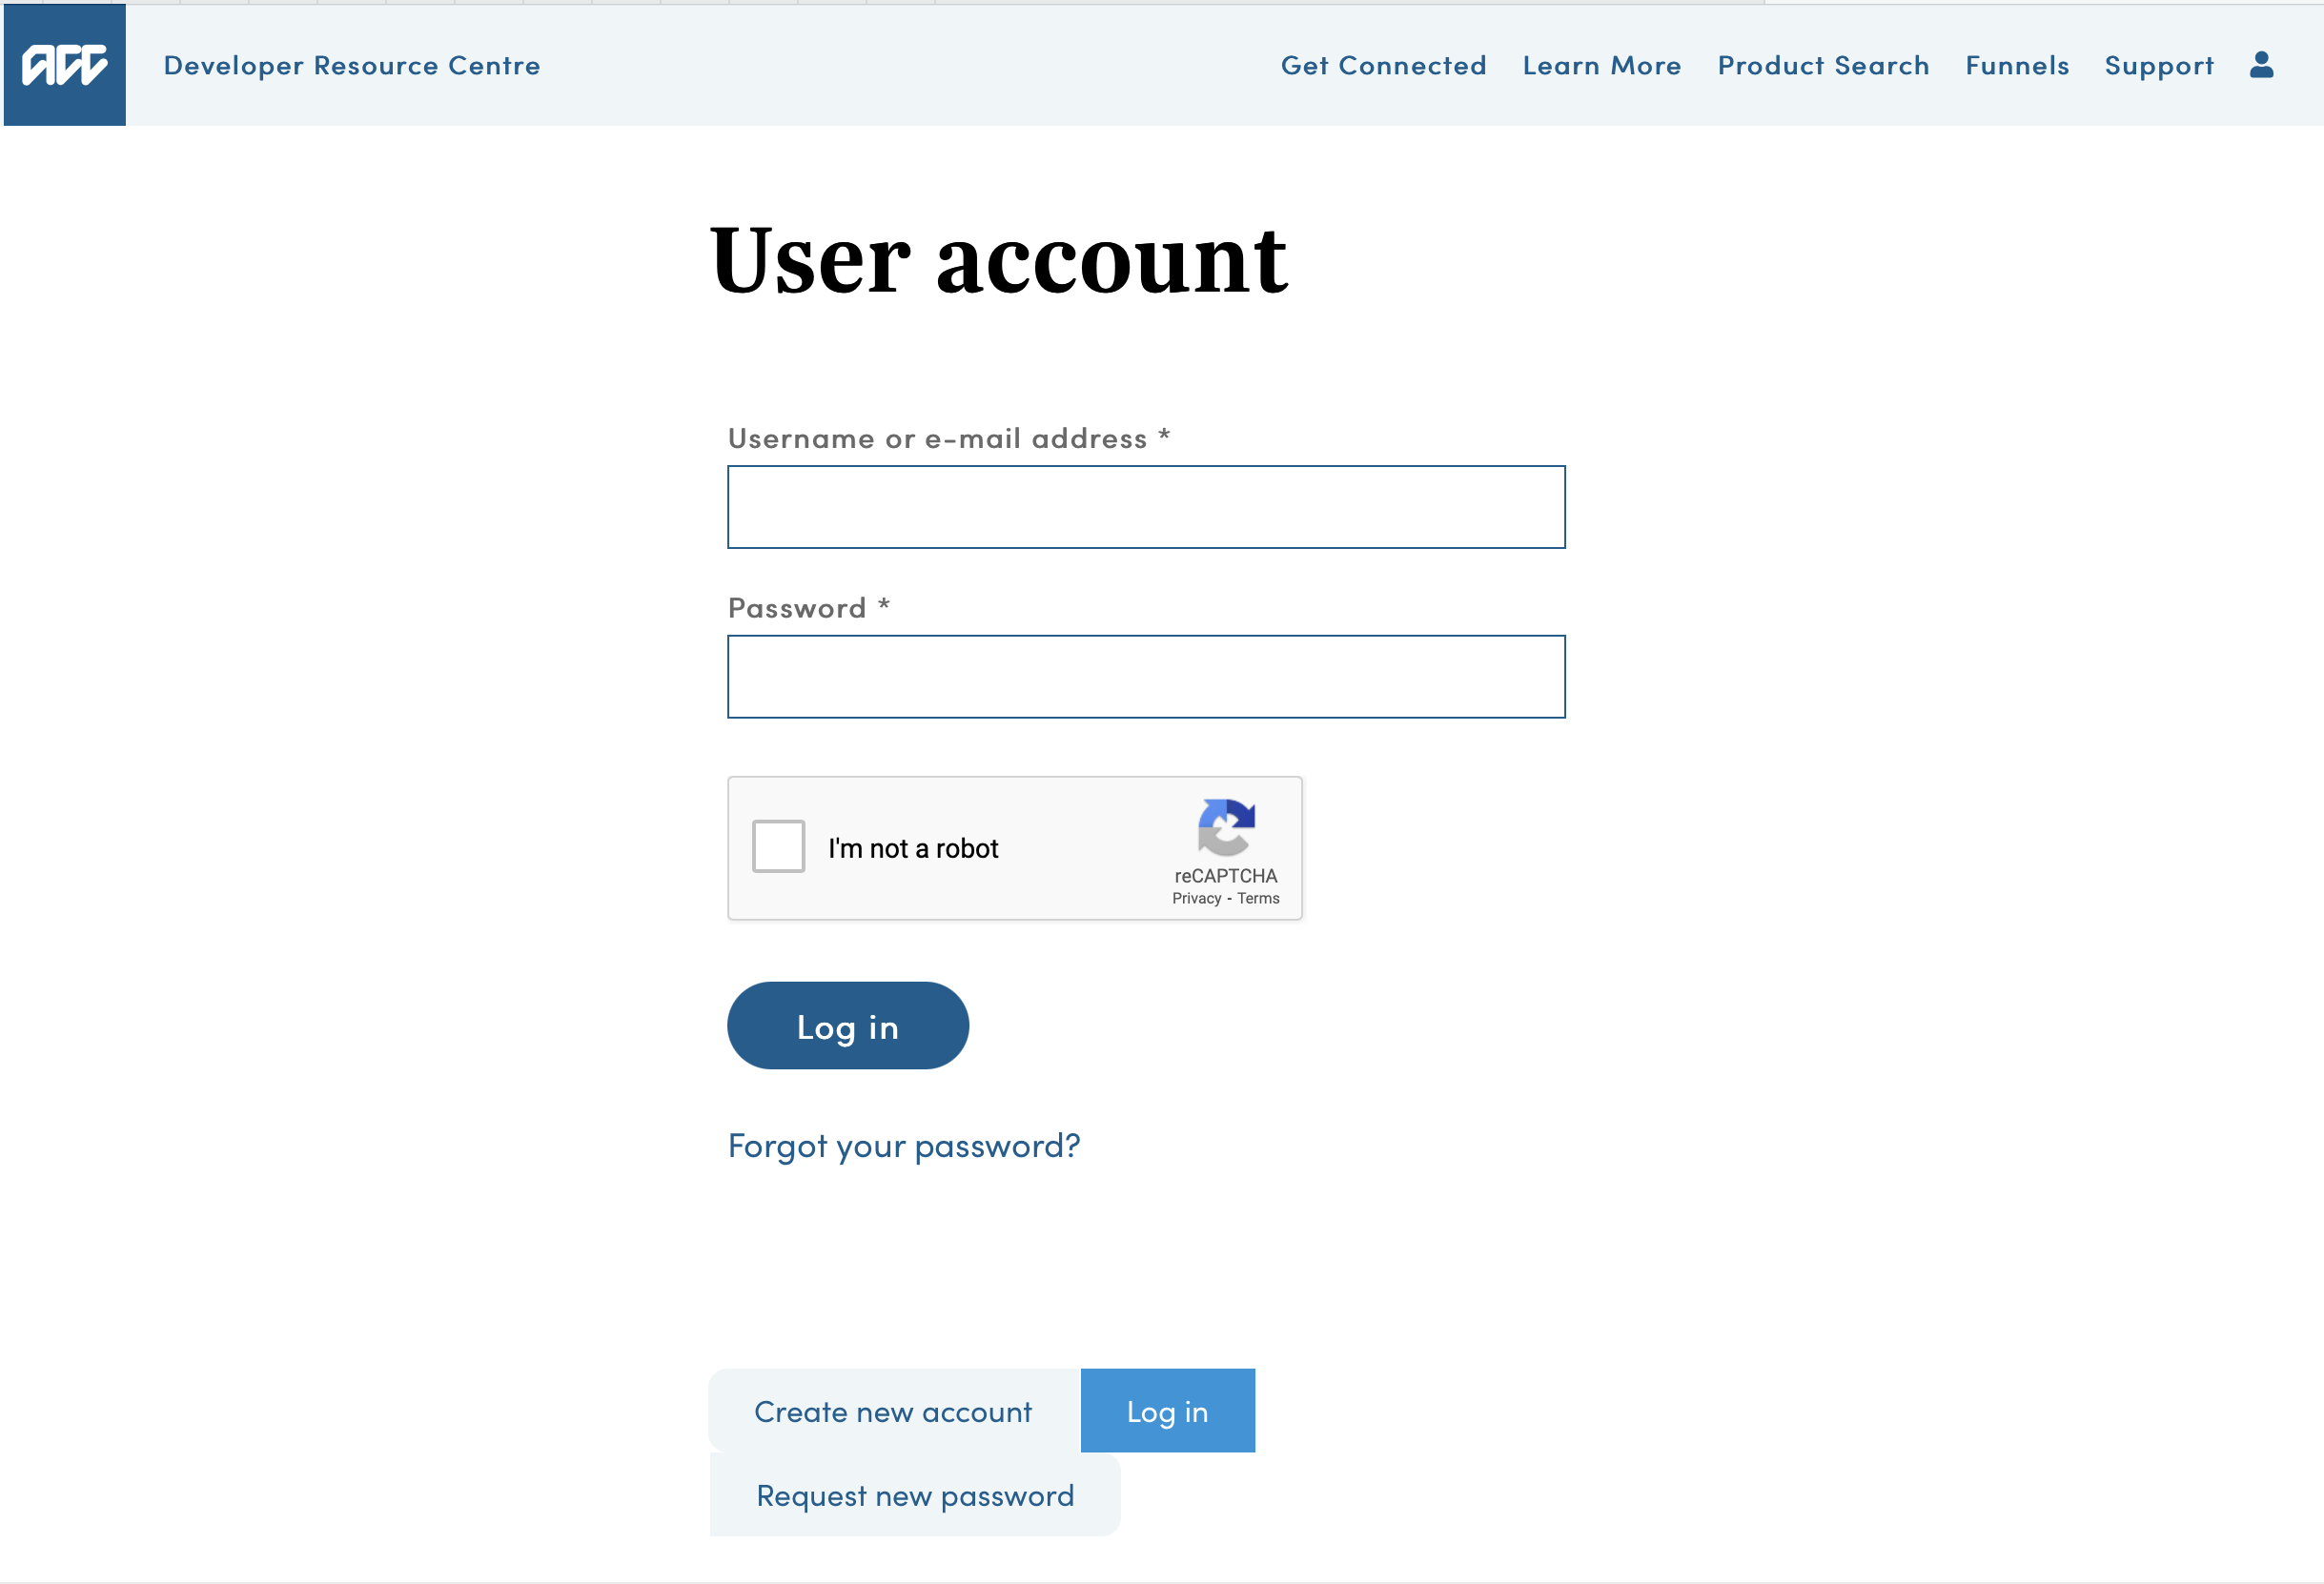 ACC
Developer Resource Centre
Get Connected
Learn More
Product Search
Funnels
Support
User account
Username or e-mail address *
Password *
I'm not a robot
reCAPTCHA
Privacy - Terms
Log in
Forgot your password?
Create new account
Log in
Request new password